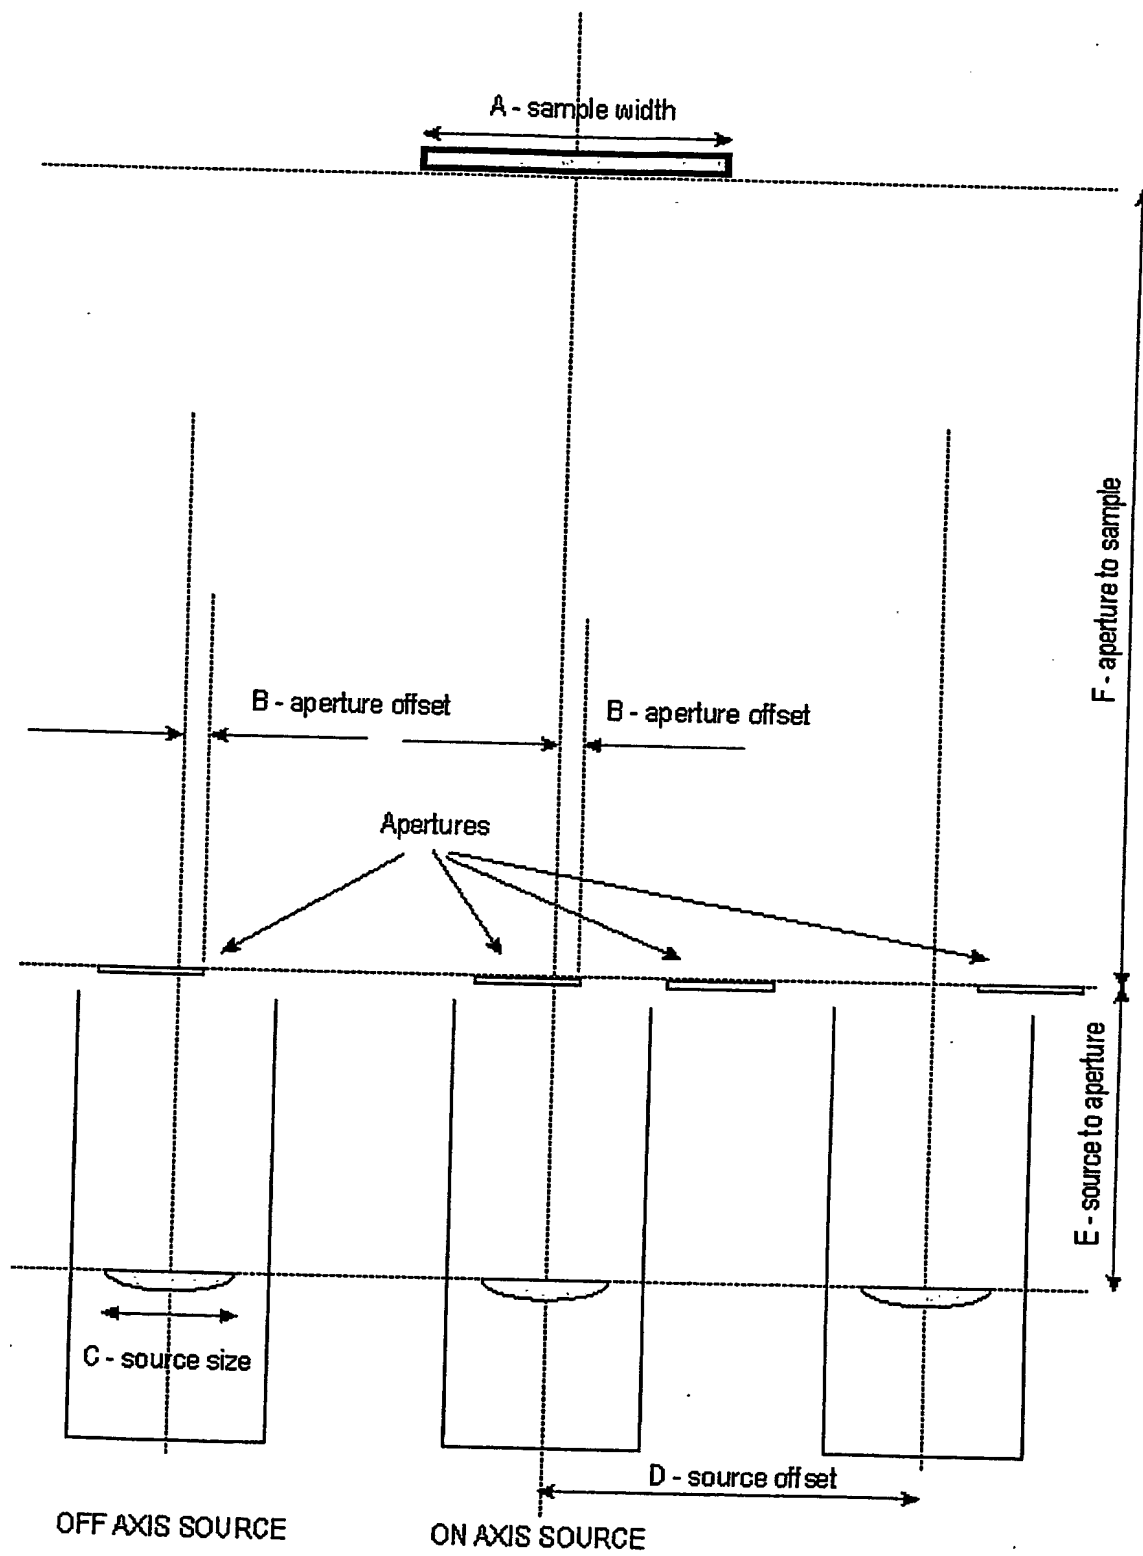 A - sample width
F - aperture to sample
B - aperture offset
B - aperture offset
Apertures
E - source to aperture
C - source size
D - source offset
OFF AXIS SOURCE
ON AXIS SOURCE